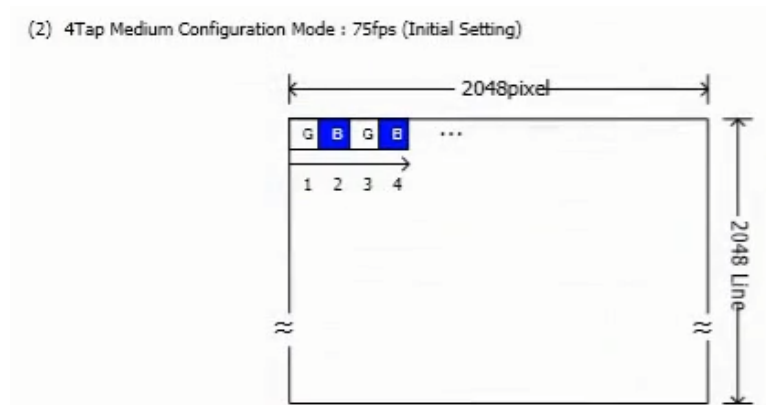 (2) 4Tap Medium Configuration Mode : 75fps (Initial Setting)
2048pixel
G B G B ...
1 2 3 4
2048 Line
≈ ≈